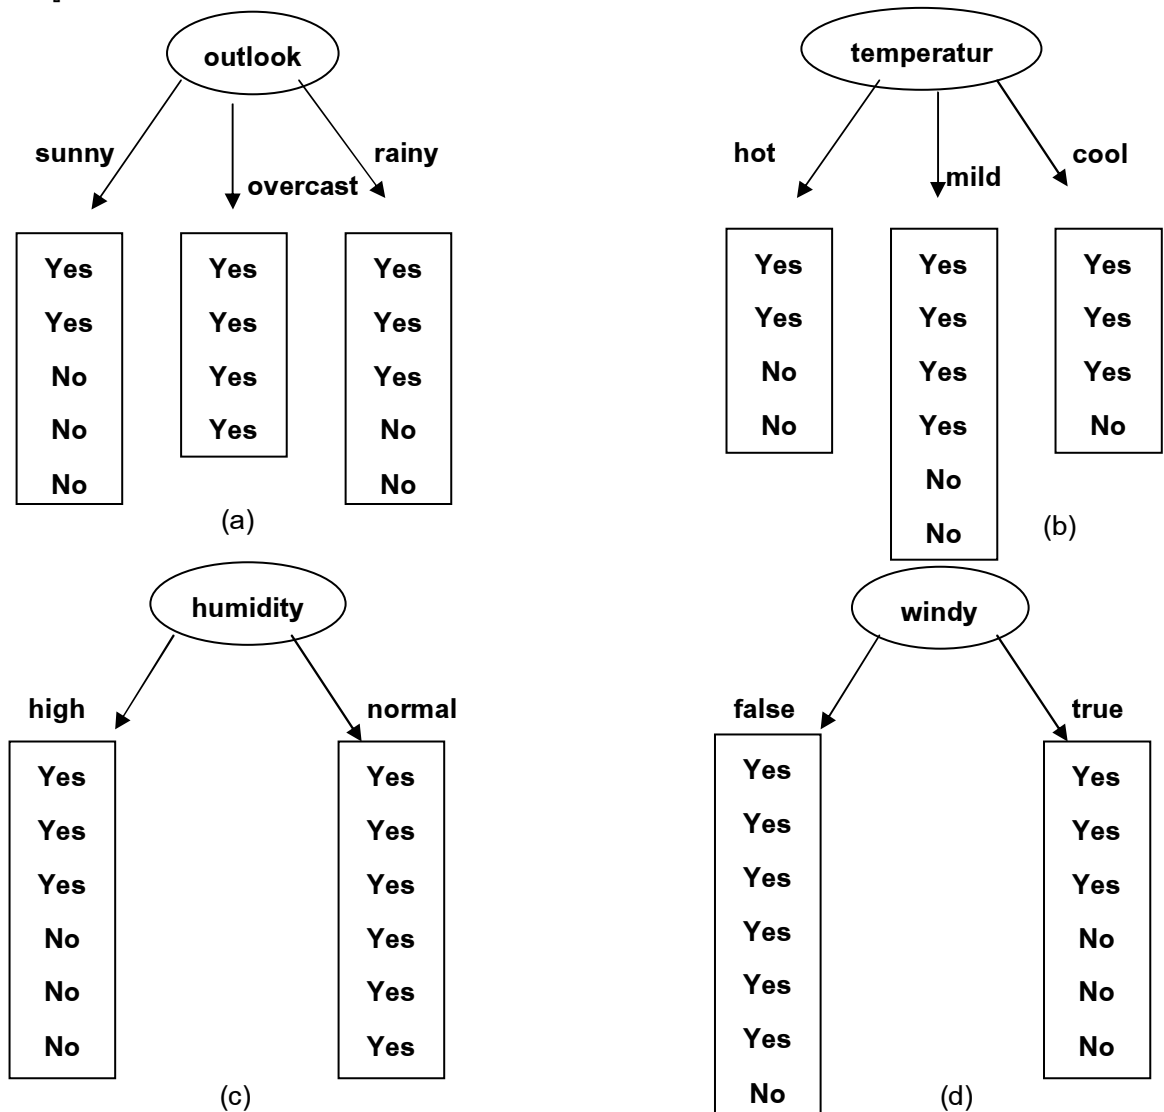 outlook
sunny
overcast
rainy
Yes
Yes
No
No
No
Yes
Yes
Yes
Yes
Yes
Yes
Yes
No
No
(a)
temperatur
hot
mild
cool
Yes
Yes
No
No
Yes
Yes
Yes
Yes
No
No
Yes
Yes
Yes
No
(b)
humidity
high
normal
Yes
Yes
Yes
No
No
No
Yes
Yes
Yes
Yes
Yes
Yes
(c)
windy
false
true
Yes
Yes
Yes
Yes
Yes
Yes
No
Yes
Yes
Yes
No
No
No
(d)